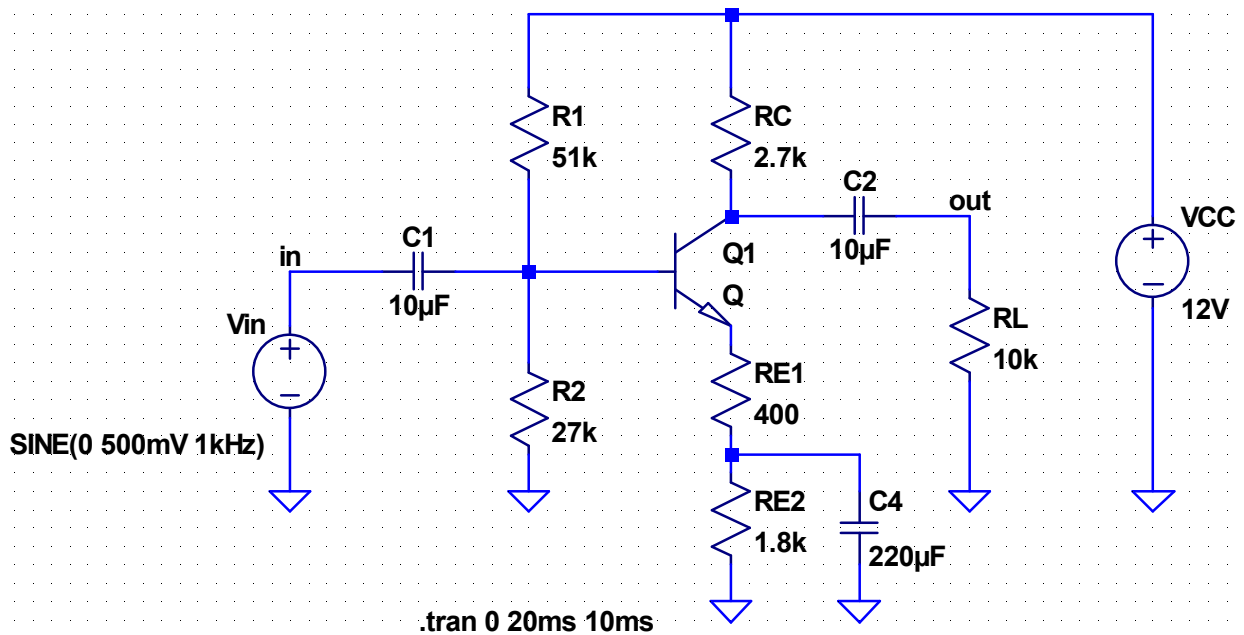 R1
51k
RC
2.7k
C2
10µF
out
VCC
12V
in
C1
10µF
Q1
Q
Vin
SINE(0 500mV 1kHz)
R2
27k
RE1
400
RL
10k
RE2
1.8k
C4
220µF
.tran 0 20ms 10ms